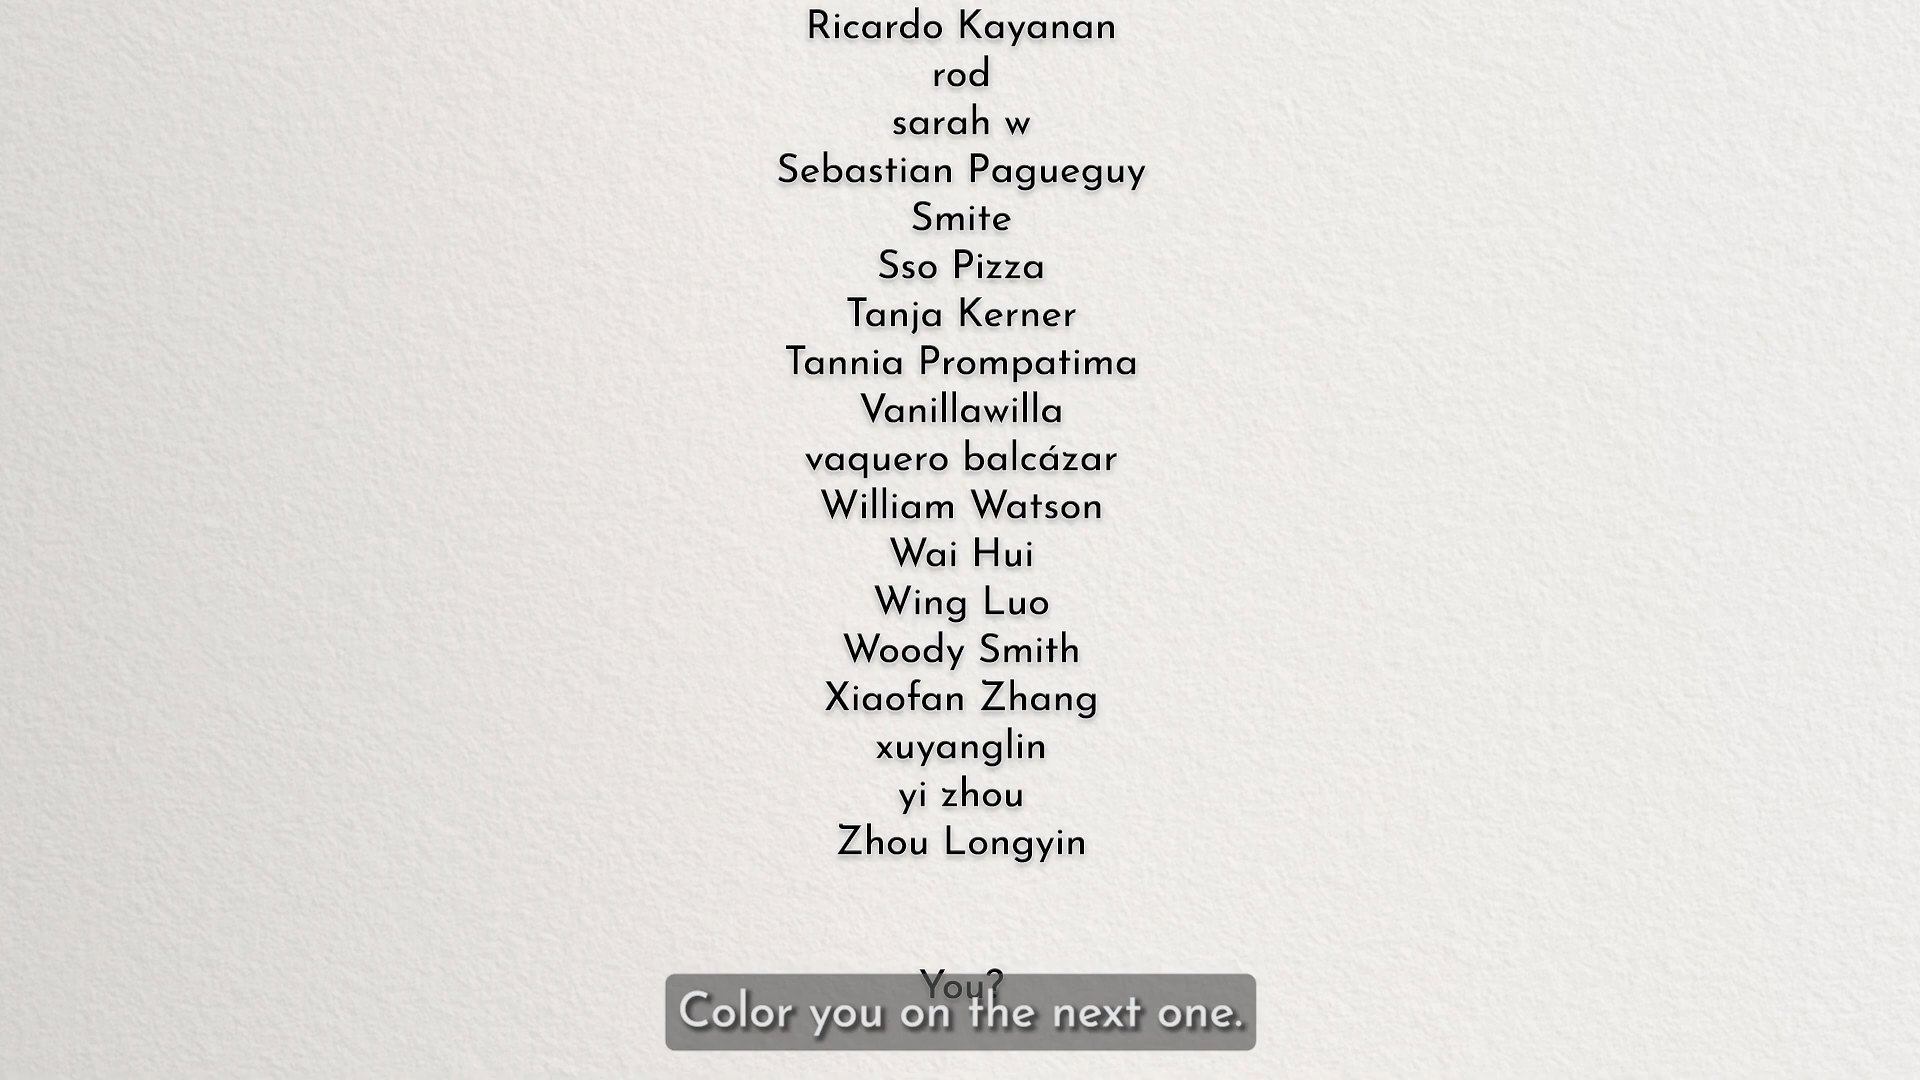 Ricardo Kayanan
rod
sarah w
Sebastian Pagueguy
Smite
Sso Pizza
Tanja Kerner
Tannia Prompatima
Vanillawilla
vaquero balcázar
William Watson
Wai Hui
Wing Luo
Woody Smith
Xiaofan Zhang
xuyanglin
yi zhou
Zhou Longyin
You?
Color you on the next one.